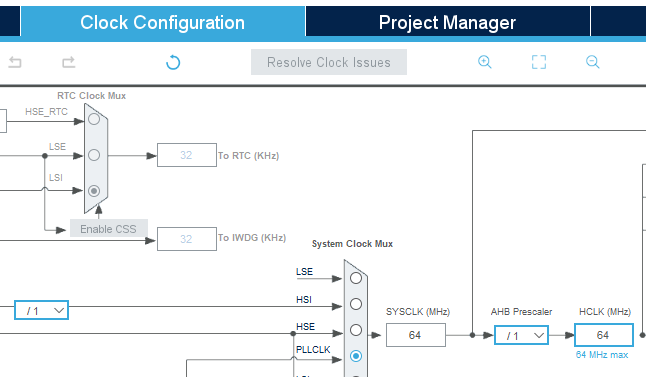 Clock Configuration
Project Manager
Resolve Clock Issues
RTC Clock Mux
HSE_RTC
LSE
32
To RTC (KHz)
LSI
Enable CSS
32
To IWDG (KHz)
System Clock Mux
LSE
HSI
/ 1
SYSCLK (MHz)
AHB Prescaler
HCLK (MHz)
HSE
64
/ 1
64
PLLCLK
64 MHz max